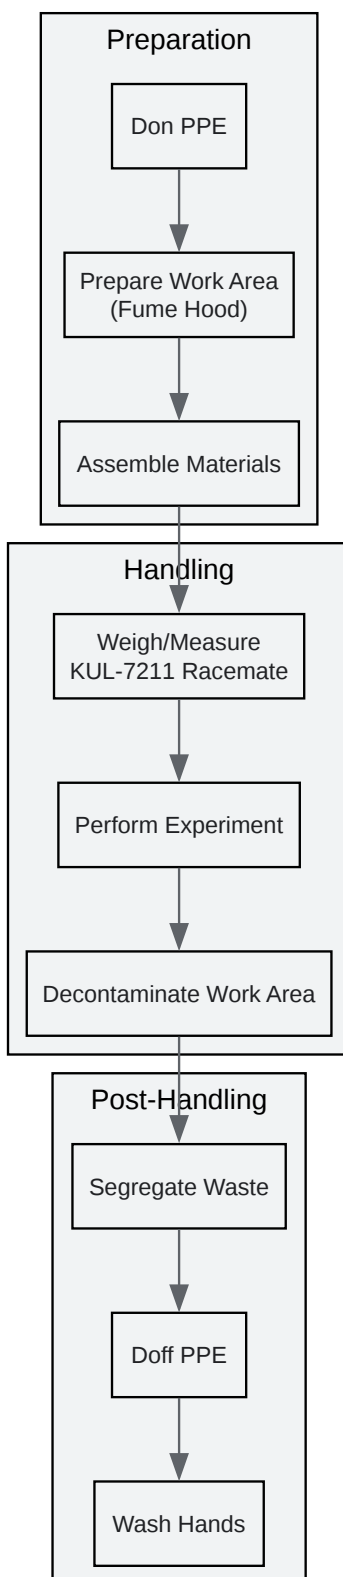 Preparation
Don PPE
Prepare Work Area
(Fume Hood)
Assemble Materials
Handling
Weigh/Measure
KUL-7211 Racemate
Perform Experiment
Decontaminate Work Area
Post-Handling
Segregate Waste
Doff PPE
Wash Hands